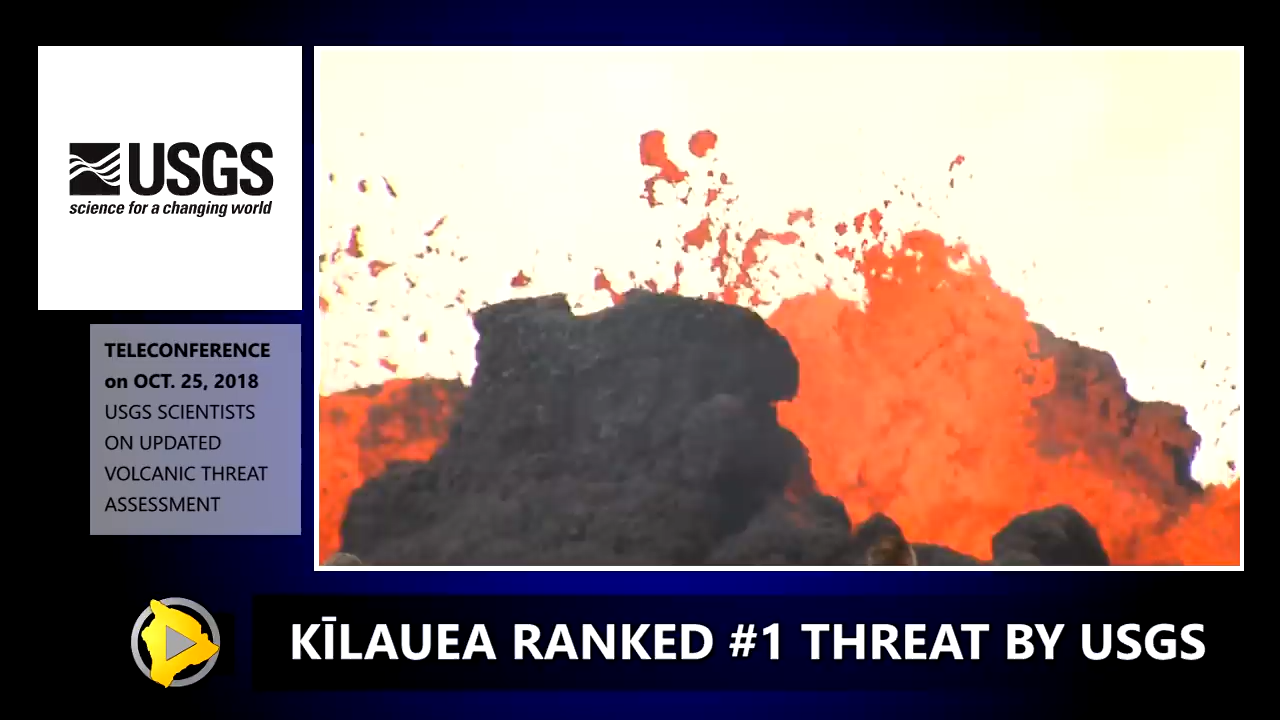 USGS
science for a changing world
TELECONFERENCE
on OCT. 25, 2018
USGS SCIENTISTS
ON UPDATED
VOLCANIC THREAT
ASSESSMENT
KĪLAUEA RANKED #1 THREAT BY USGS